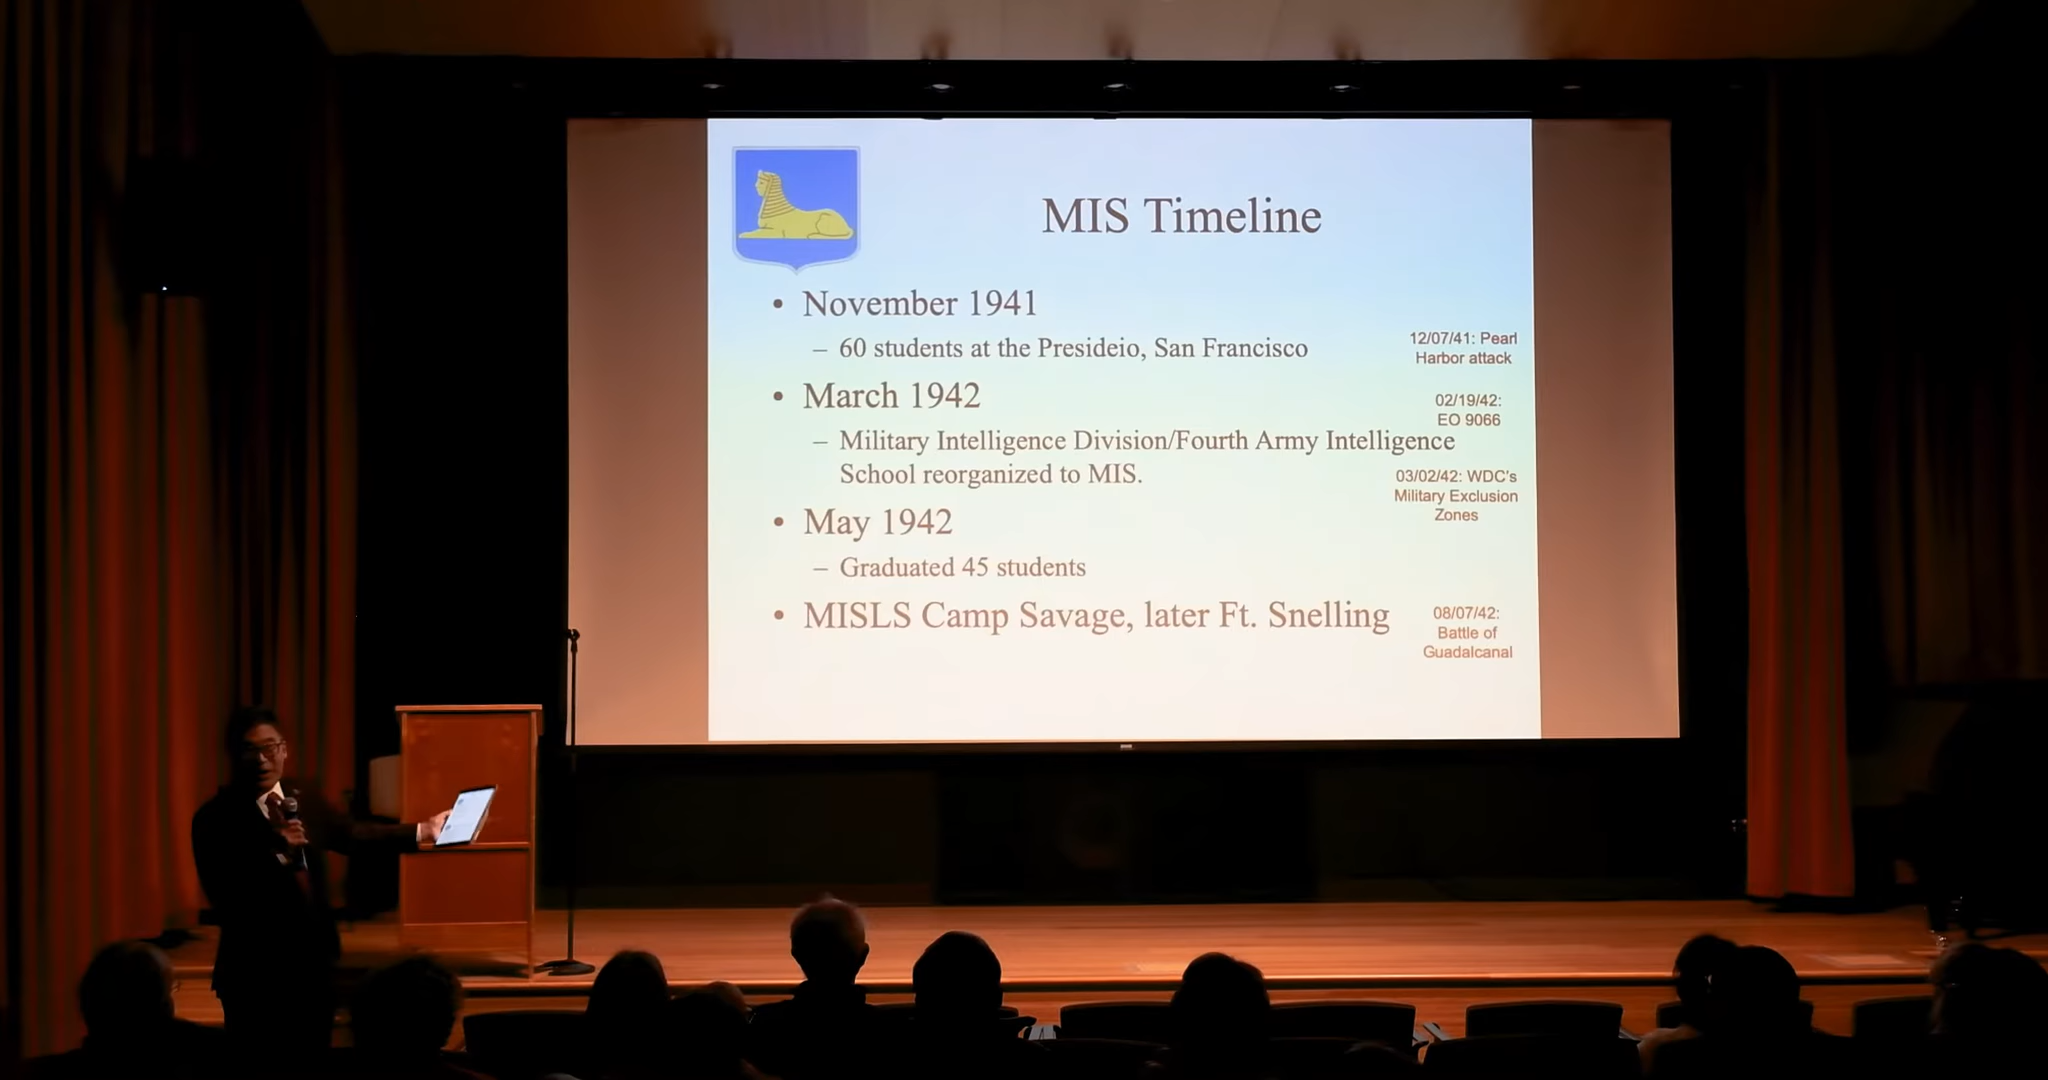 MIS Timeline
• November 1941
– 60 students at the Presideio, San Francisco
12/07/41: Pearl
Harbor attack
• March 1942
02/19/42:
EO 9066
– Military Intelligence Division/Fourth Army Intelligence
School reorganized to MIS.
03/02/42: WDC's
Military Exclusion
Zones
• May 1942
– Graduated 45 students
• MISLS Camp Savage, later Ft. Snelling
08/07/42:
Battle of
Guadalcanal